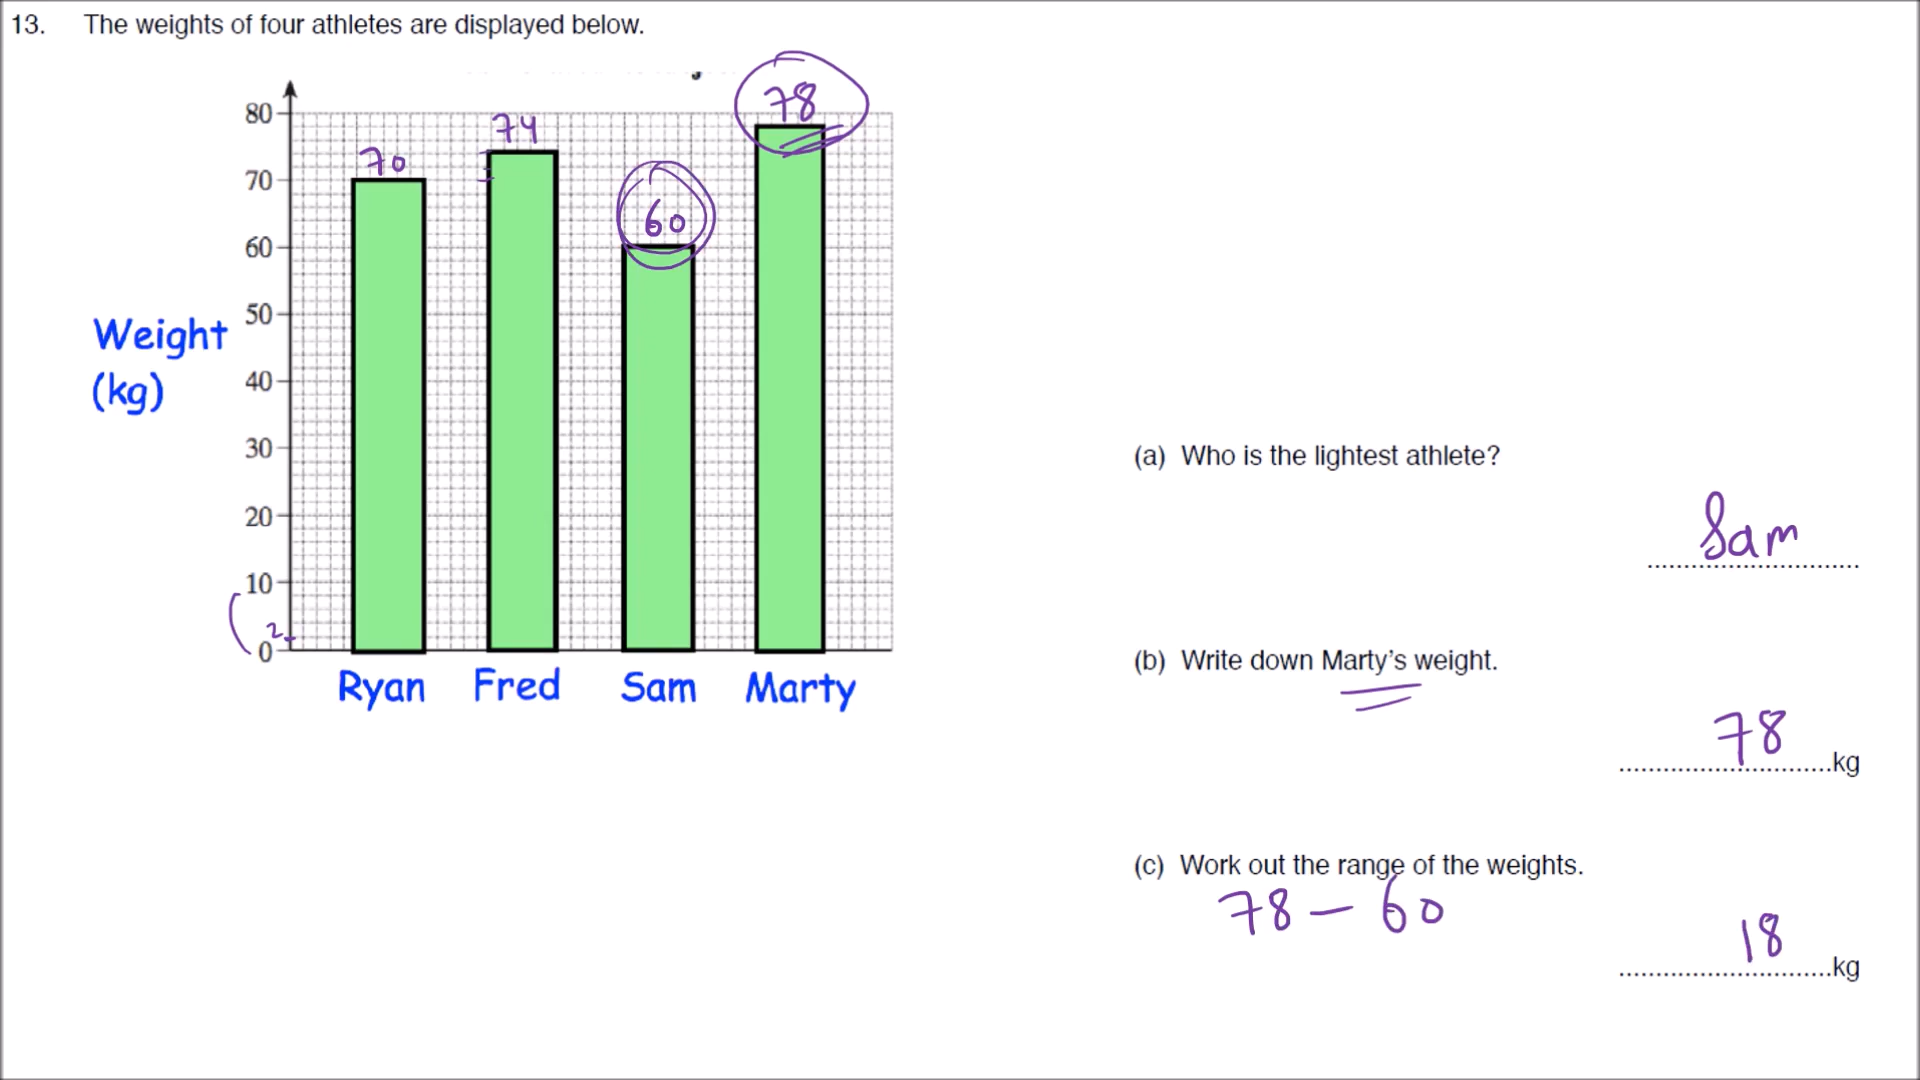 13. The weights of four athletes are displayed below.
80
70
60
50
40
30
20
10
2
0
Weight
(kg)
70
74
60
78
Ryan Fred Sam Marty
(a) Who is the lightest athlete?
Sam
(b) Write down Marty's weight.
78 kg
(c) Work out the range of the weights.
78 – 60
18 kg